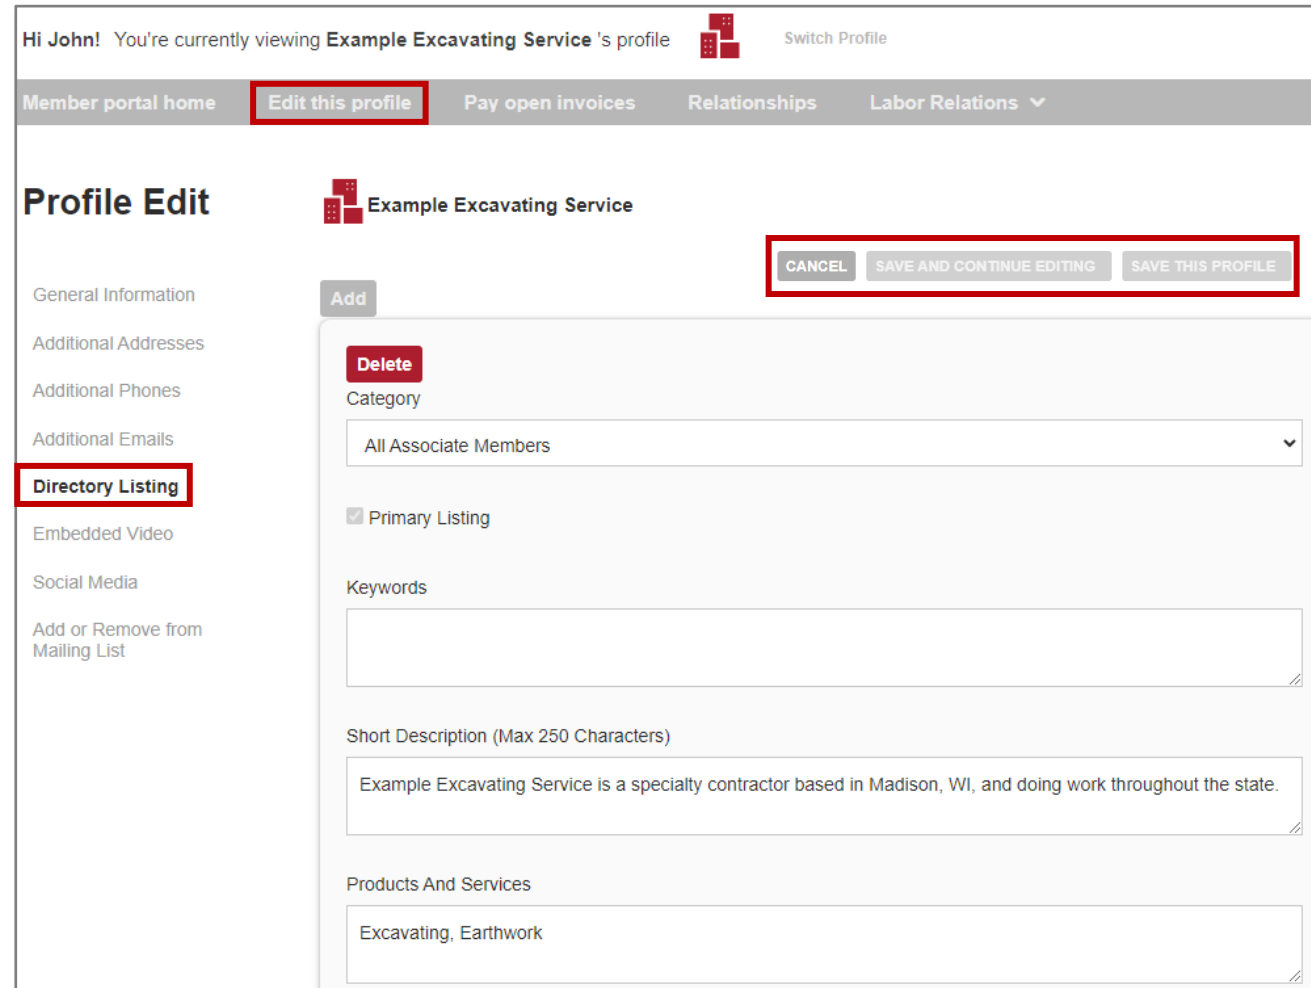 Hi John! You're currently viewing Example Excavating Service 's profile Switch Profile
Member portal home Edit this profile Pay open invoices Relationships Labor Relations
Profile Edit
Example Excavating Service
CANCEL SAVE AND CONTINUE EDITING SAVE THIS PROFILE
General Information
Additional Addresses
Additional Phones
Additional Emails
Directory Listing
Embedded Video
Social Media
Add or Remove from
Mailing List
Add
Delete
Category
All Associate Members
Primary Listing
Keywords
Short Description (Max 250 Characters)
Example Excavating Service is a specialty contractor based in Madison, WI, and doing work throughout the state.
Products And Services
Excavating, Earthwork